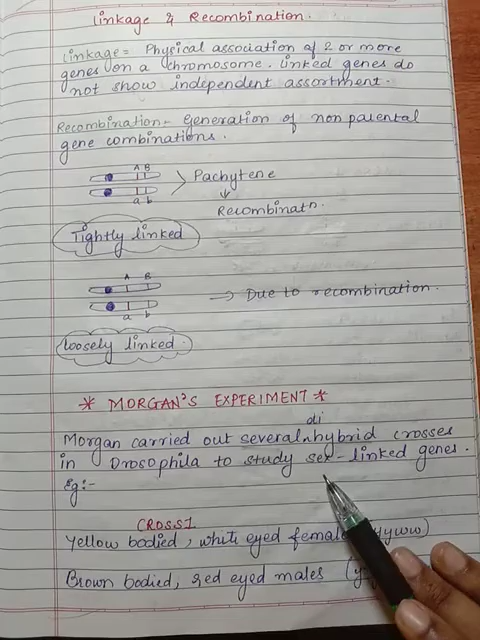 Linkage & Recombination.
Linkage = Physical association of 2 or more
genes on a chromosome. Linked genes do
not show independent assortment.
Recombination - Generation of non parental
gene combinations.
A B
Pachytene
a b
Recombinatn.
Tightly linked
A B
→ Due to recombination.
a b
Loosely linked.
* MORGAN'S EXPERIMENT *
di
Morgan carried out several hybrid crosses
in Drosophila to study sex-linked genes.
Eg:-
CROSS 1
Yellow bodied, white eyed female yyww)
Brown bodied, red eyed males (y